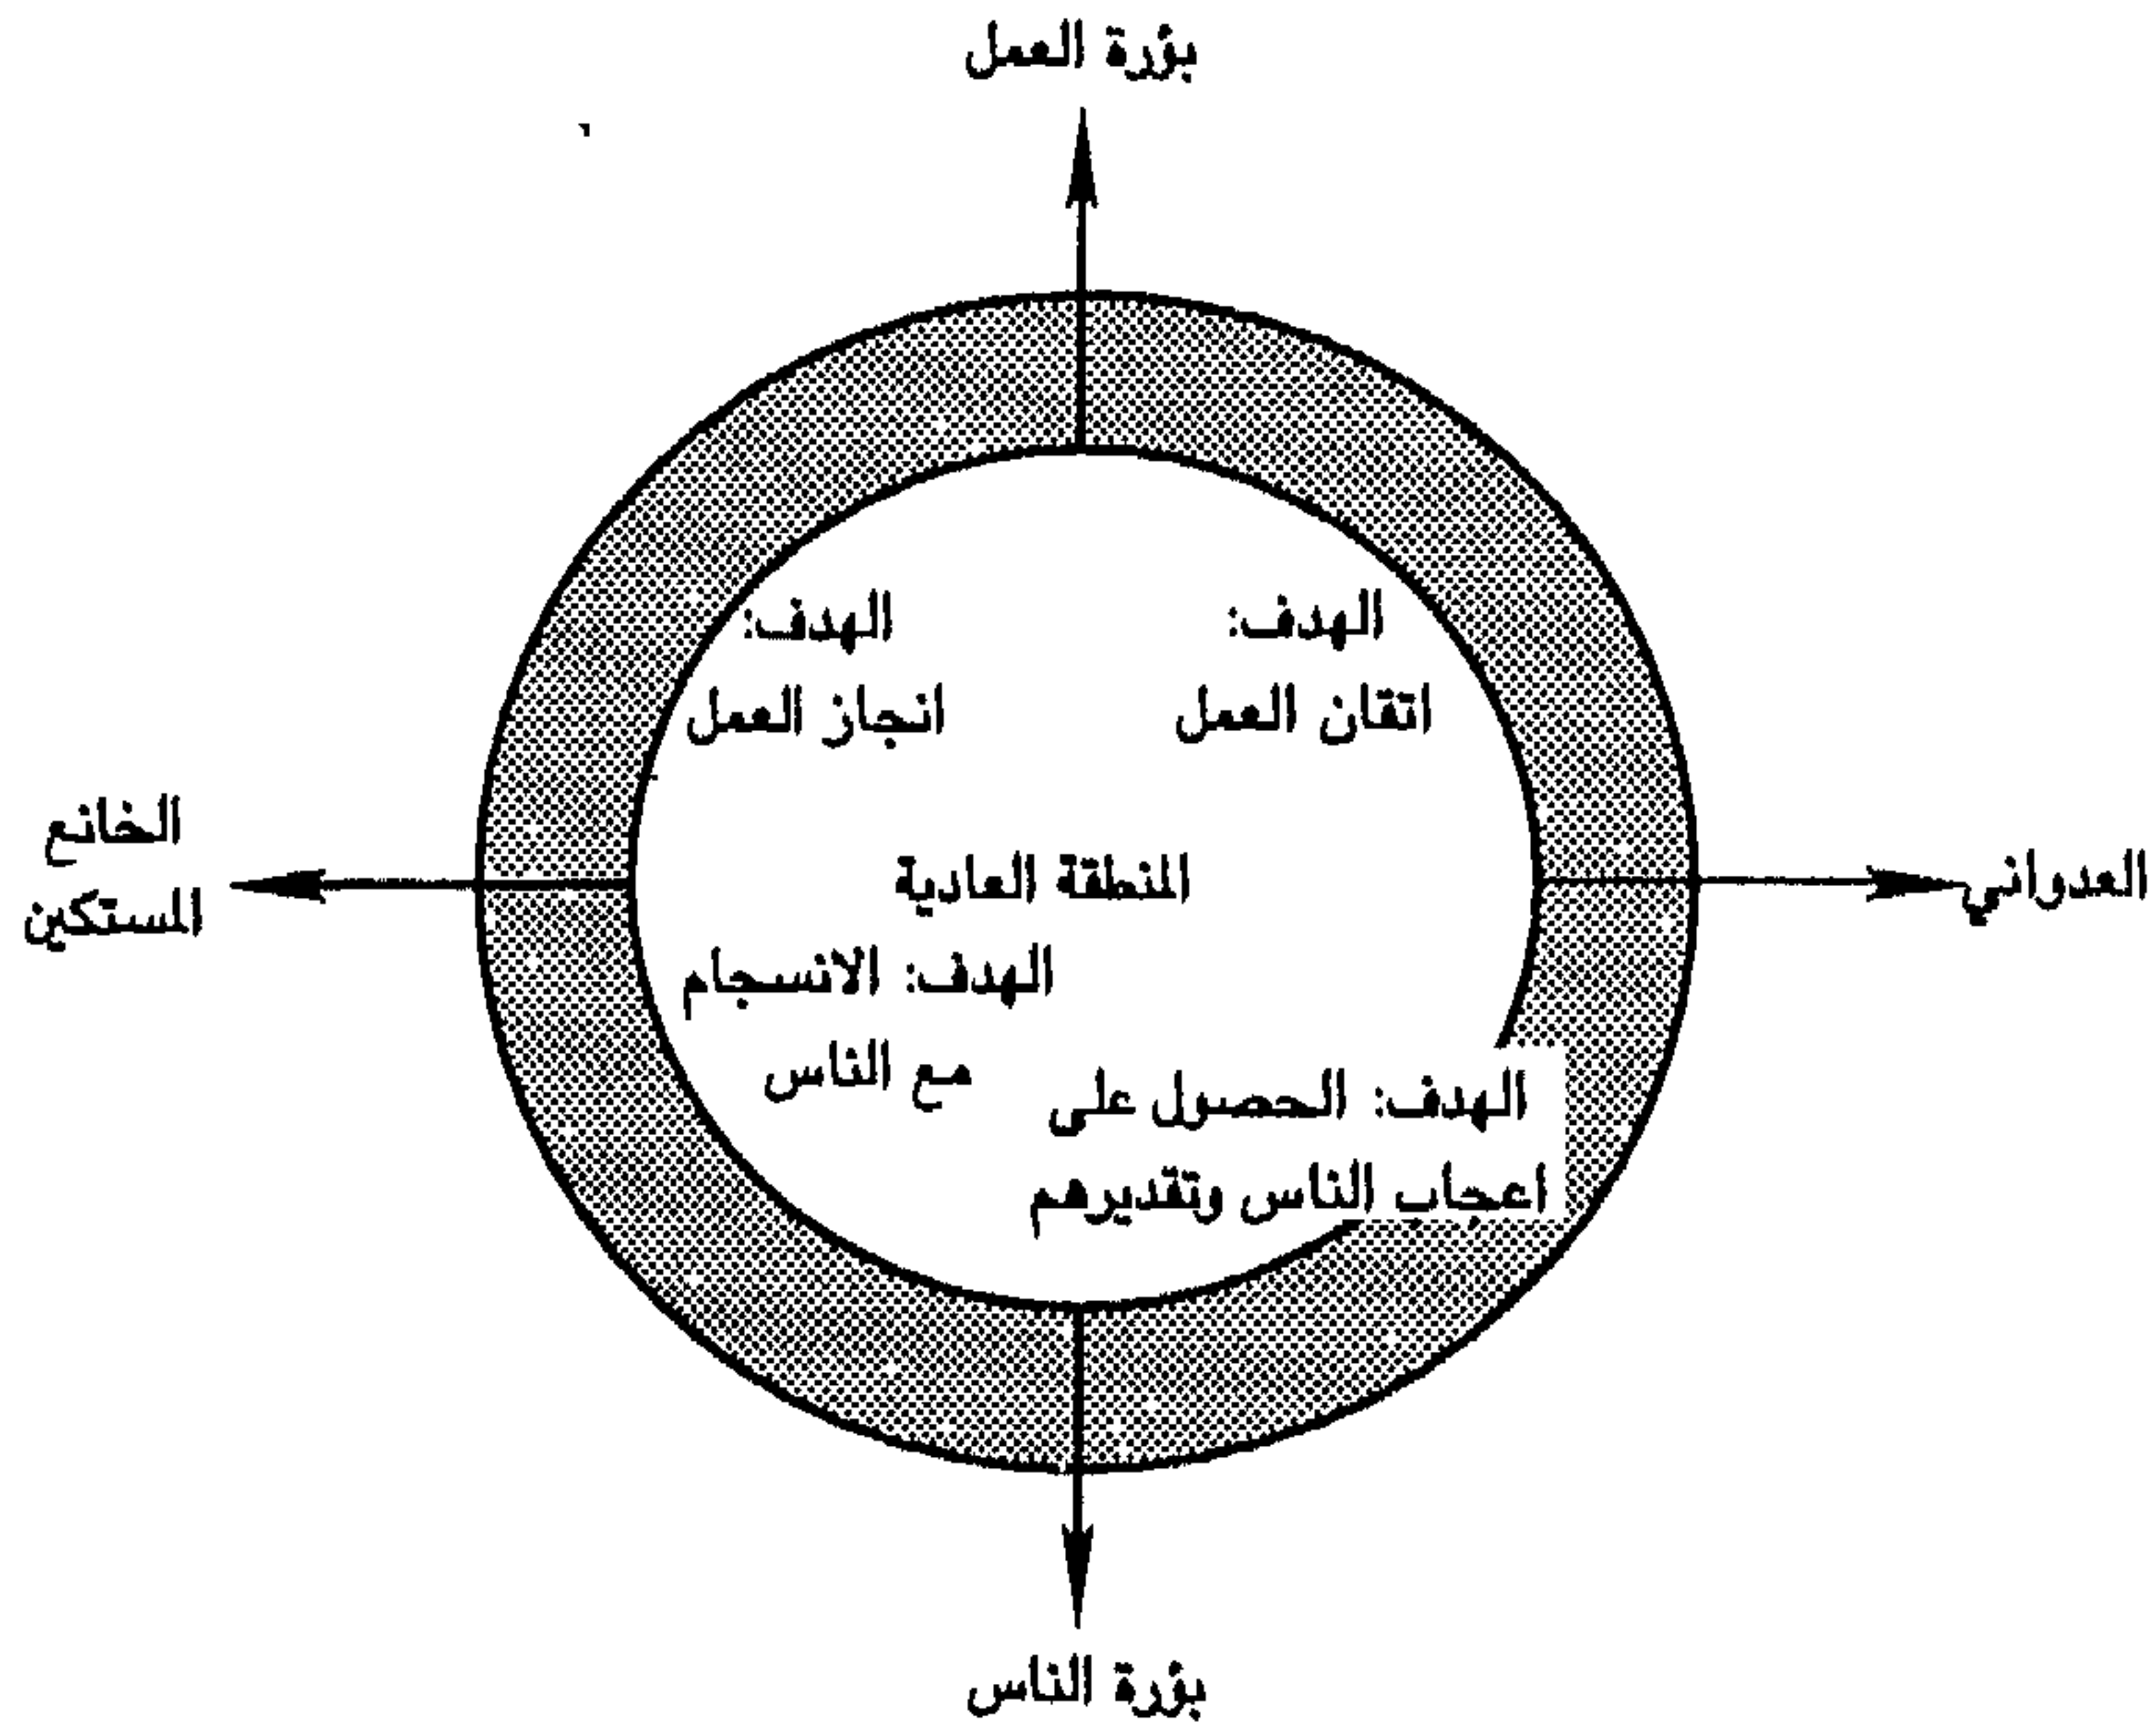 بؤرة العمل
الهدف:
اتقان العمل
الهدف:
انجاز العمل
العدواني
المنطقة العادية
الخانع
المستكين
الهدف: الانسجام
مع الناس
الهدف: الحصول على
اعجاب الناس وتقديرهم
بؤرة الناس